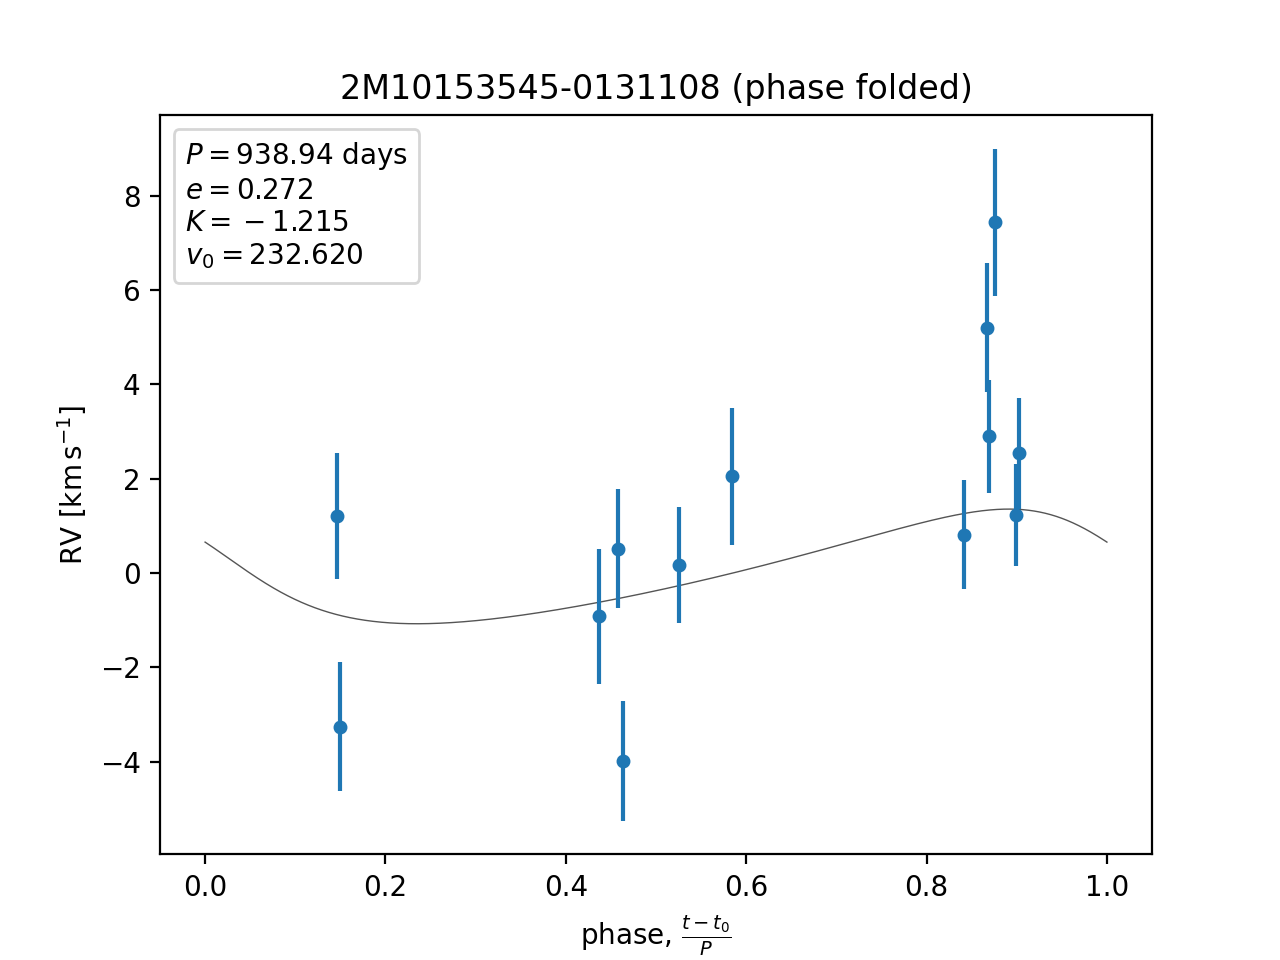 2M10153545-0131108 (phase folded)
P = 938.94 days
e = 0.272
K = −1.215
v₀ = 232.620
8
6
4
2
0
−2
−4
RV [km s⁻¹]
0.0 0.2 0.4 0.6 0.8 1.0
phase, (t − t₀)/P